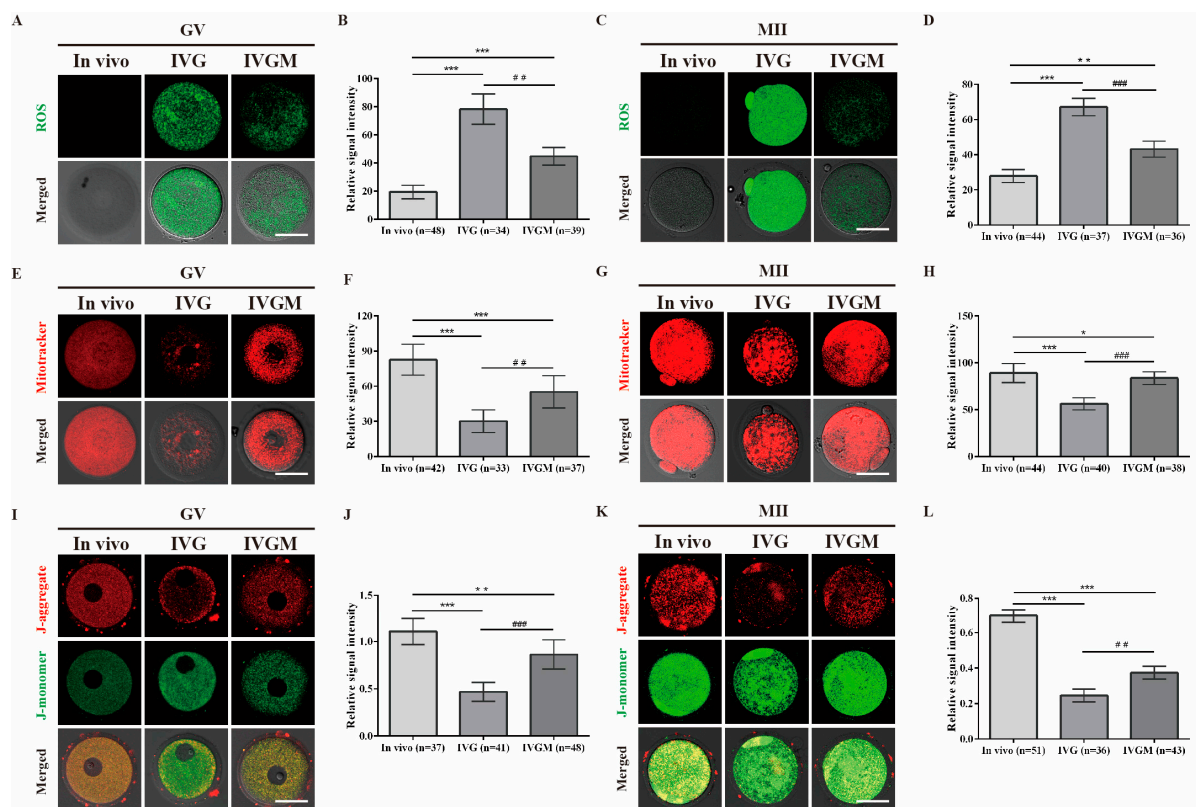 A
GV
In vivo IVG IVGM
ROS
Merged
B
Relative signal intensity
100
80
60
40
20
0
***
***
# #
In vivo (n=48) IVG (n=34) IVGM (n=39)
C
MII
In vivo IVG IVGM
ROS
Merged
D
Relative signal intensity
80
60
40
20
0
* *
***
###
In vivo (n=44) IVG (n=37) IVGM (n=36)
E
GV
In vivo IVG IVGM
Mitotracker
Merged
F
Relative signal intensity
120
90
60
30
0
***
***
# #
In vivo (n=42) IVG (n=33) IVGM (n=37)
G
MII
In vivo IVG IVGM
Mitotracker
Merged
H
Relative signal intensity
150
100
50
0
*
***
###
In vivo (n=44) IVG (n=40) IVGM (n=38)
I
GV
In vivo IVG IVGM
J-aggregate
J-monomer
Merged
J
Relative signal intensity
1.5
1.0
0.5
0.0
* *
***
###
In vivo (n=37) IVG (n=41) IVGM (n=48)
K
MII
In vivo IVG IVGM
J-aggregate
J-monomer
Merged
L
Relative signal intensity
0.8
0.6
0.4
0.2
0.0
***
***
# #
In vivo (n=51) IVG (n=36) IVGM (n=43)